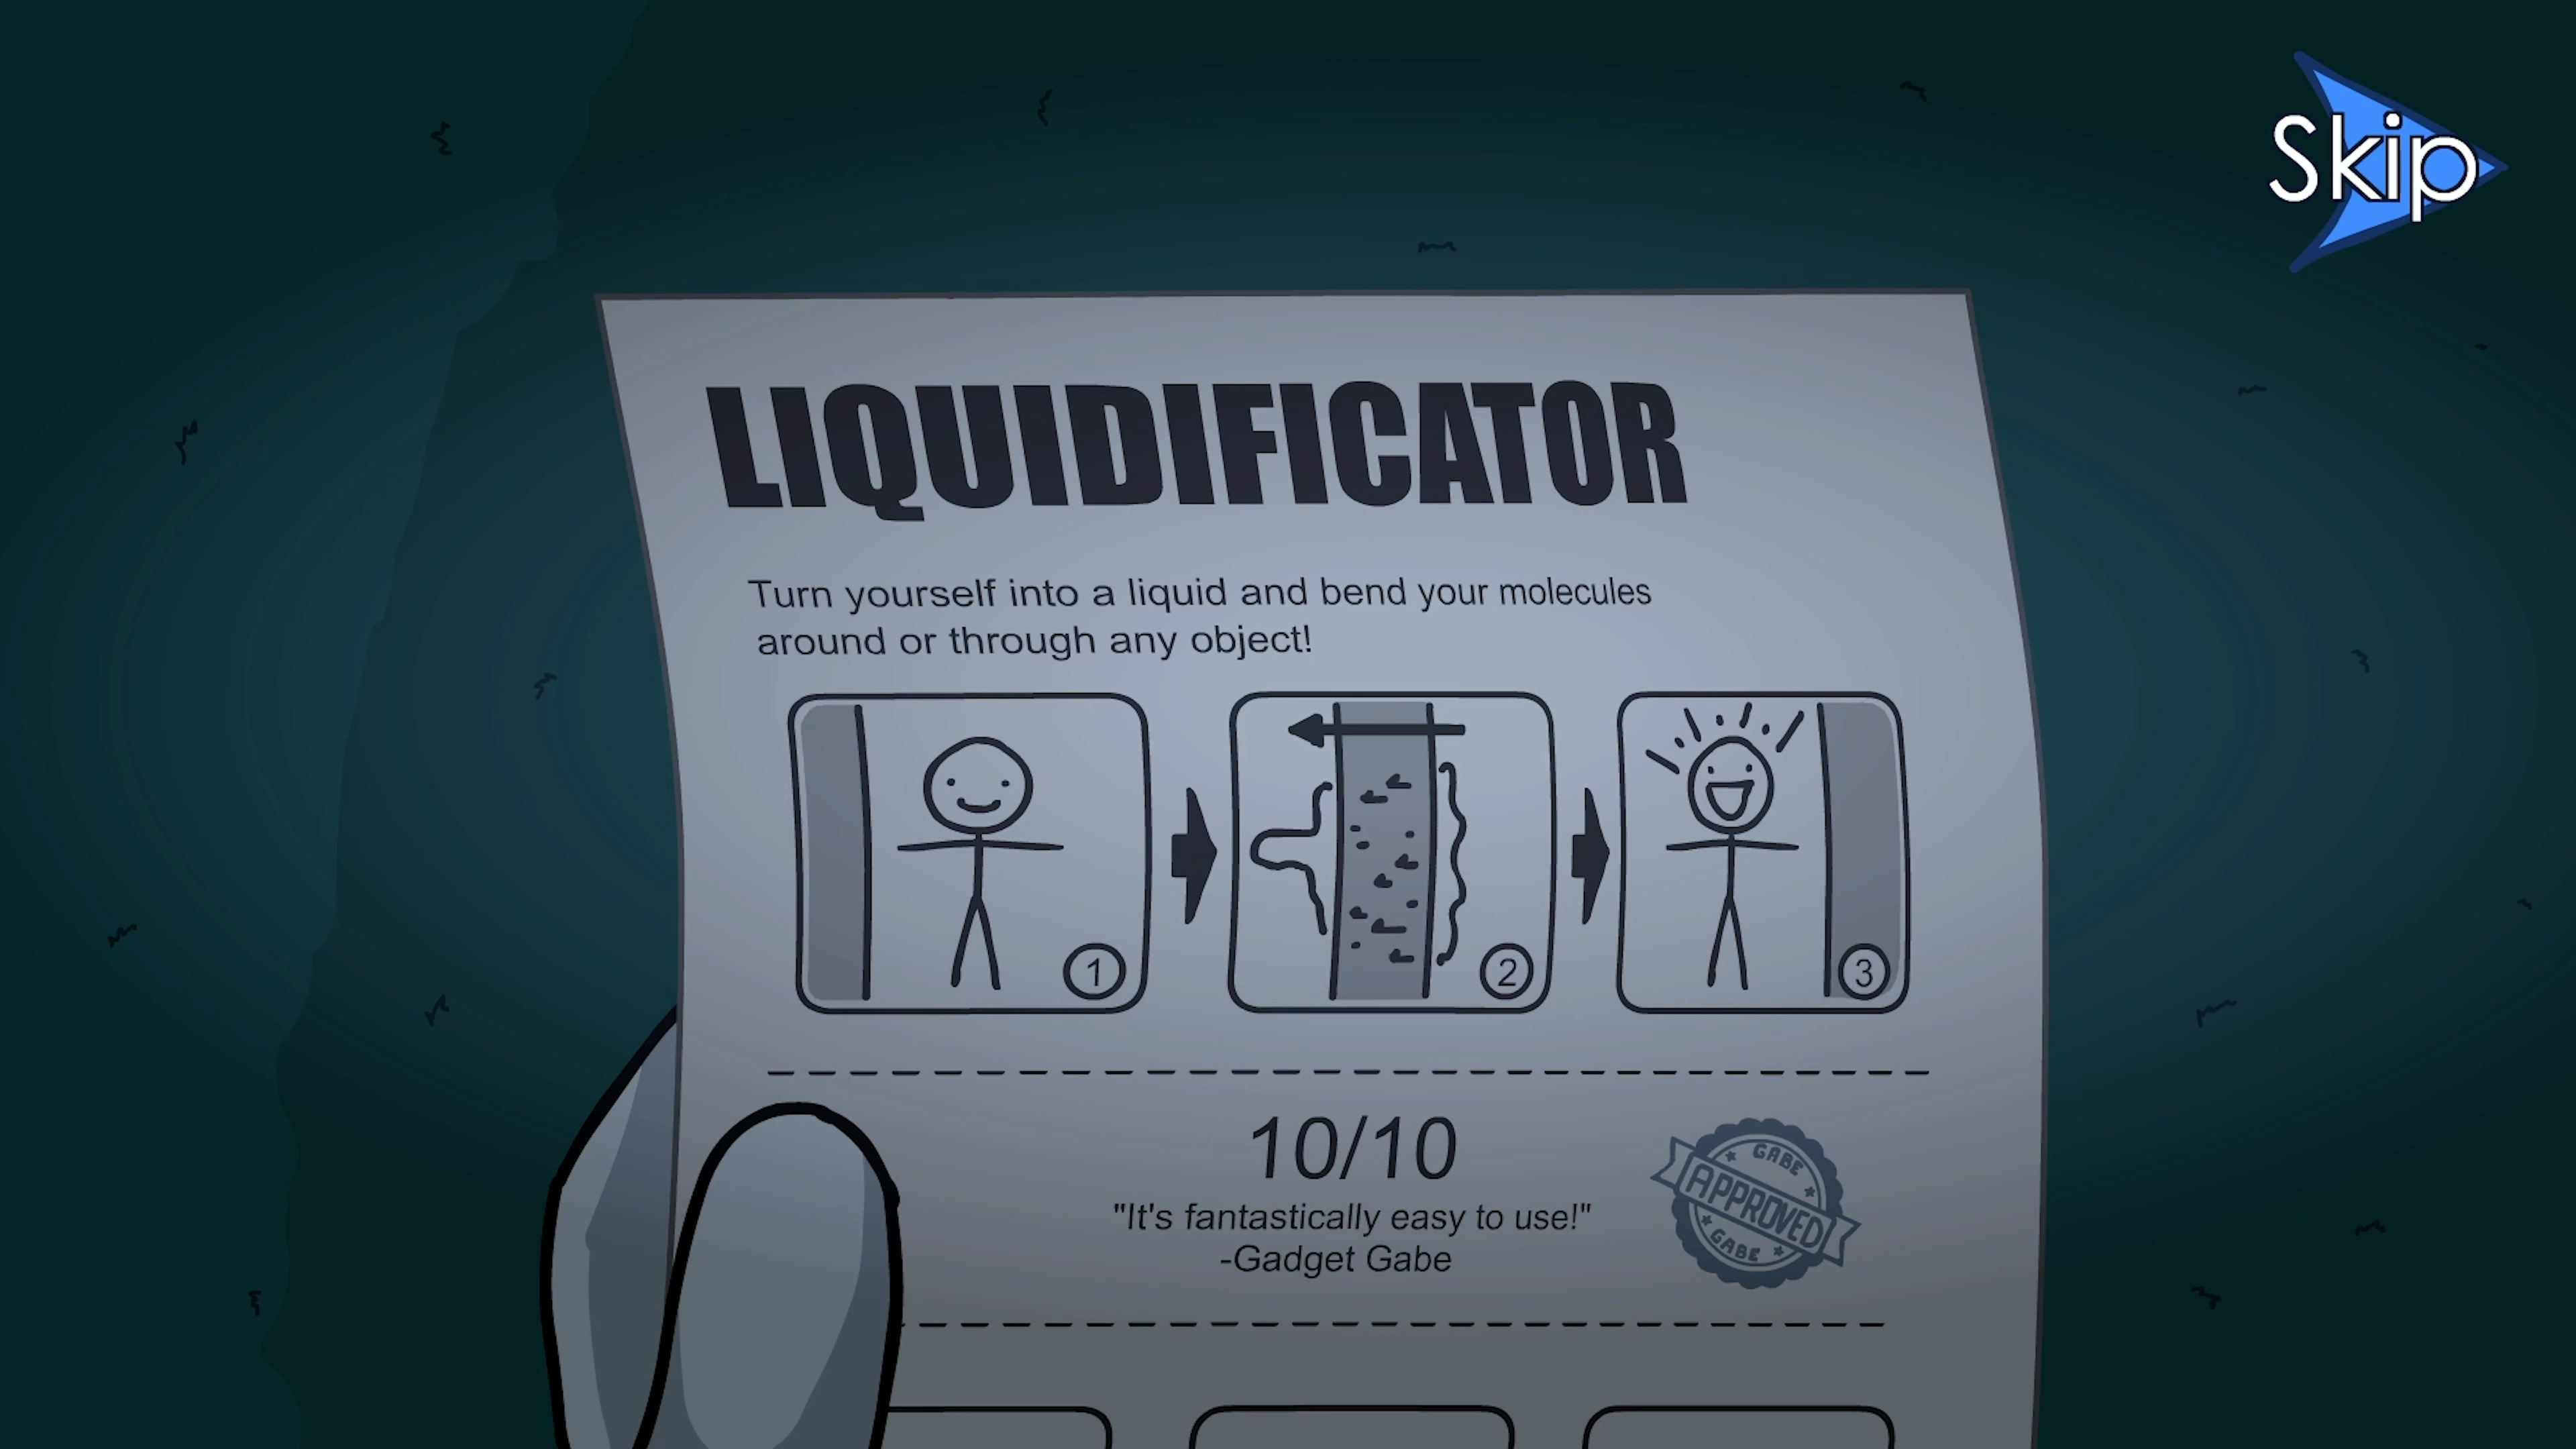 Skip
LIQUIDIFICATOR
Turn yourself into a liquid and bend your molecules
around or through any object!
1
2
3
10/10
"It's fantastically easy to use!"
-Gadget Gabe
GABE
APPROVED
GABE